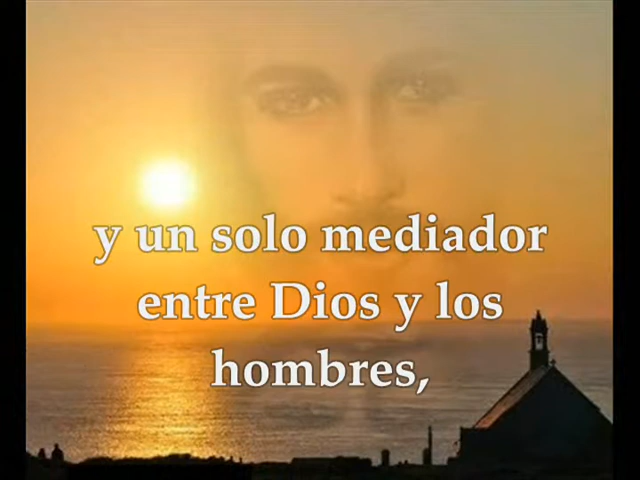 y un solo mediador
entre Dios y los
hombres,